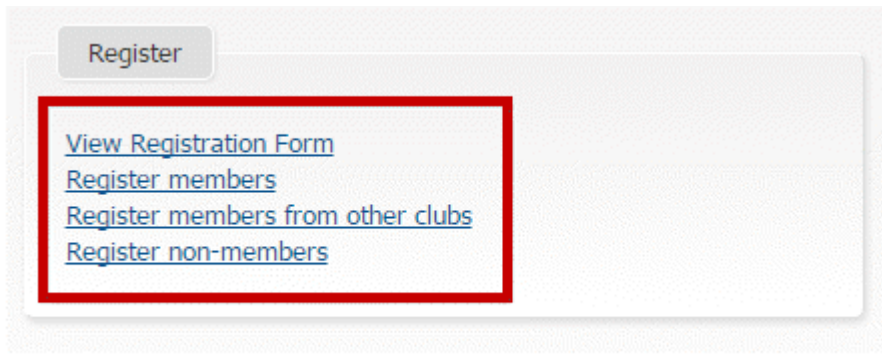 Register
View Registration Form
Register members
Register members from other clubs
Register non-members